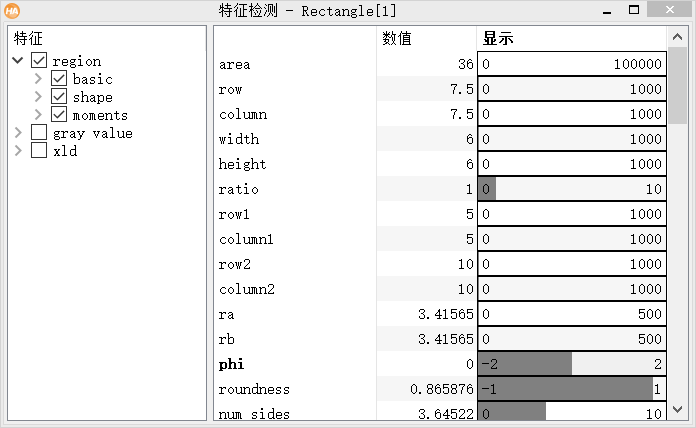 HA 特征检测 - Rectangle[1]
特征 数值 显示
region
basic
shape
moments
gray value
xld
area 36 0 100000
row 7.5 0 1000
column 7.5 0 1000
width 6 0 1000
height 6 0 1000
ratio 1 0 10
row1 5 0 1000
column1 5 0 1000
row2 10 0 1000
column2 10 0 1000
ra 3.41565 0 500
rb 3.41565 0 500
phi 0 -2 2
roundness 0.865876 -1 1
num_sides 3.64522 0 10